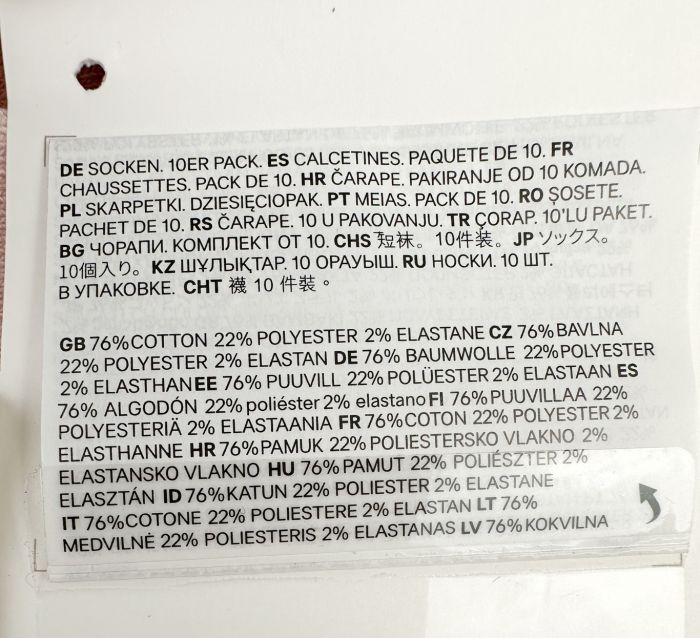 DE SOCKEN. 10ER PACK. ES CALCETINES. PAQUETE DE 10. FR
CHAUSSETTES. PACK DE 10. HR ČARAPE. PAKIRANJE OD 10 KOMADA.
PL SKARPETKI. DZIESIĘCIOPAK. PT MEIAS. PACK DE 10. RO ȘOSETE.
PACHET DE 10. RS ČARAPE. 10 U PAKOVANJU. TR ÇORAP. 10'LU PAKET.
BG ЧОРАПИ. КОМПЛЕКТ ОТ 10. CHS 短袜。10件装。JP ソックス。
10個入り。KZ ШҰЛЫҚТАР. 10 ОРАУЫШ. RU НОСКИ. 10 ШТ.
В УПАКОВКЕ. CHT 襪 10 件裝。
GB 76%COTTON 22% POLYESTER 2% ELASTANE CZ 76%BAVLNA
22% POLYESTER 2% ELASTAN DE 76% BAUMWOLLE 22%POLYESTER
2% ELASTHANEE 76% PUUVILL 22% POLÜESTER 2% ELASTAAN ES
76% ALGODÓN 22% poliéster 2% elastano FI 76%PUUVILLAA 22%
POLYESTERIÄ 2% ELASTAANIA FR 76%COTON 22% POLYESTER 2%
ELASTHANNE HR 76%PAMUK 22% POLIESTERSKO VLAKNO 2%
ELASTANSKO VLAKNO HU 76%PAMUT 22% POLIÉSZTER 2%
ELASZTÁN ID 76%KATUN 22% POLIESTER 2% ELASTANE
IT 76%COTONE 22% POLIESTERE 2% ELASTAN LT 76%
MEDVILNĖ 22% POLIESTERIS 2% ELASTANAS LV 76%KOKVILNA